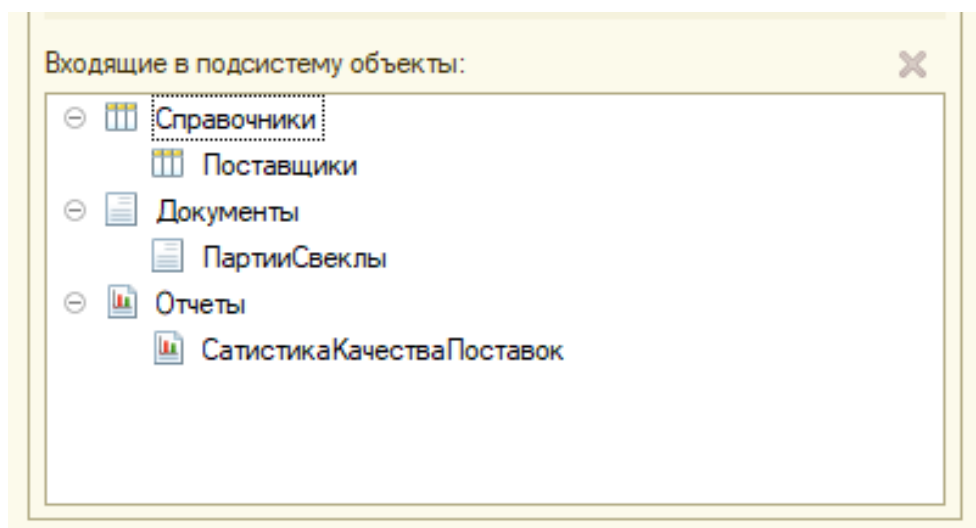 Входящие в подсистему объекты:
Справочники
Поставщики
Документы
ПартииСвеклы
Отчеты
СатистикаКачестваПоставок